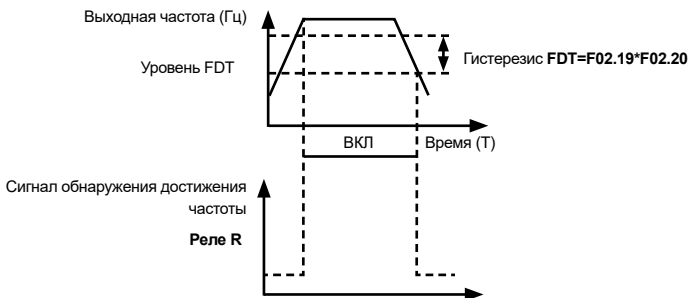 Выходная частота (Гц)
Уровень FDT
Гистерезис FDT=F02.19*F02.20
ВКЛ
Время (Т)
Сигнал обнаружения достижения
частоты
Реле R